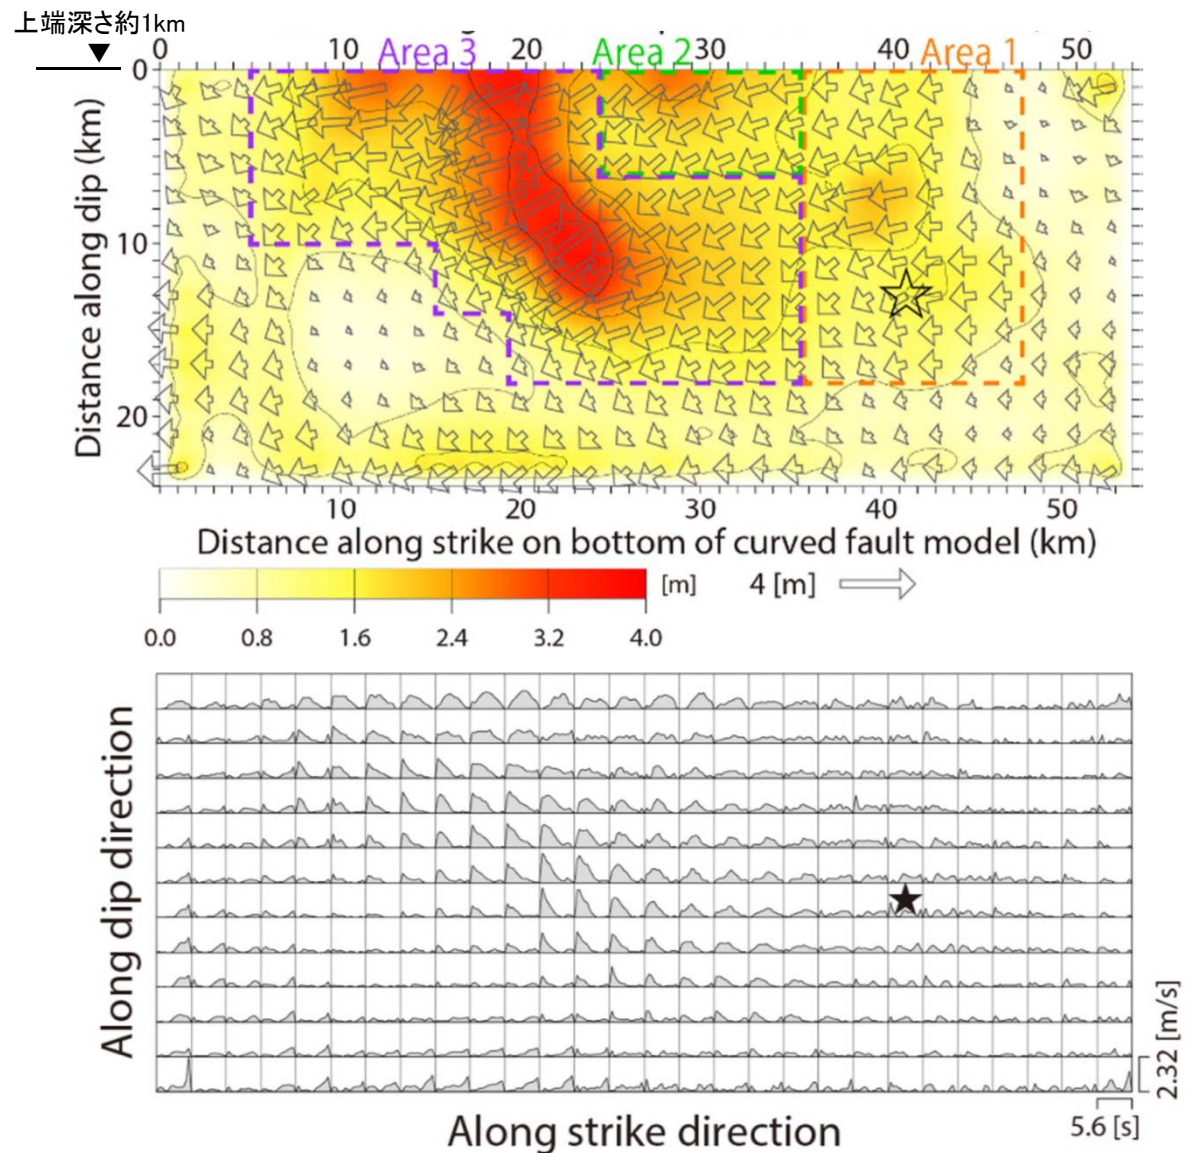 上端深さ約1km
0 10 20 30 40 50
Area 3 Area 2 Area 1
Distance along dip (km)
0
10
20
10 20 30 40 50
Distance along strike on bottom of curved fault model (km)
[m] 4 [m]
0.0 0.8 1.6 2.4 3.2 4.0
Along dip direction
2.32 [m/s]
5.6 [s]
Along strike direction